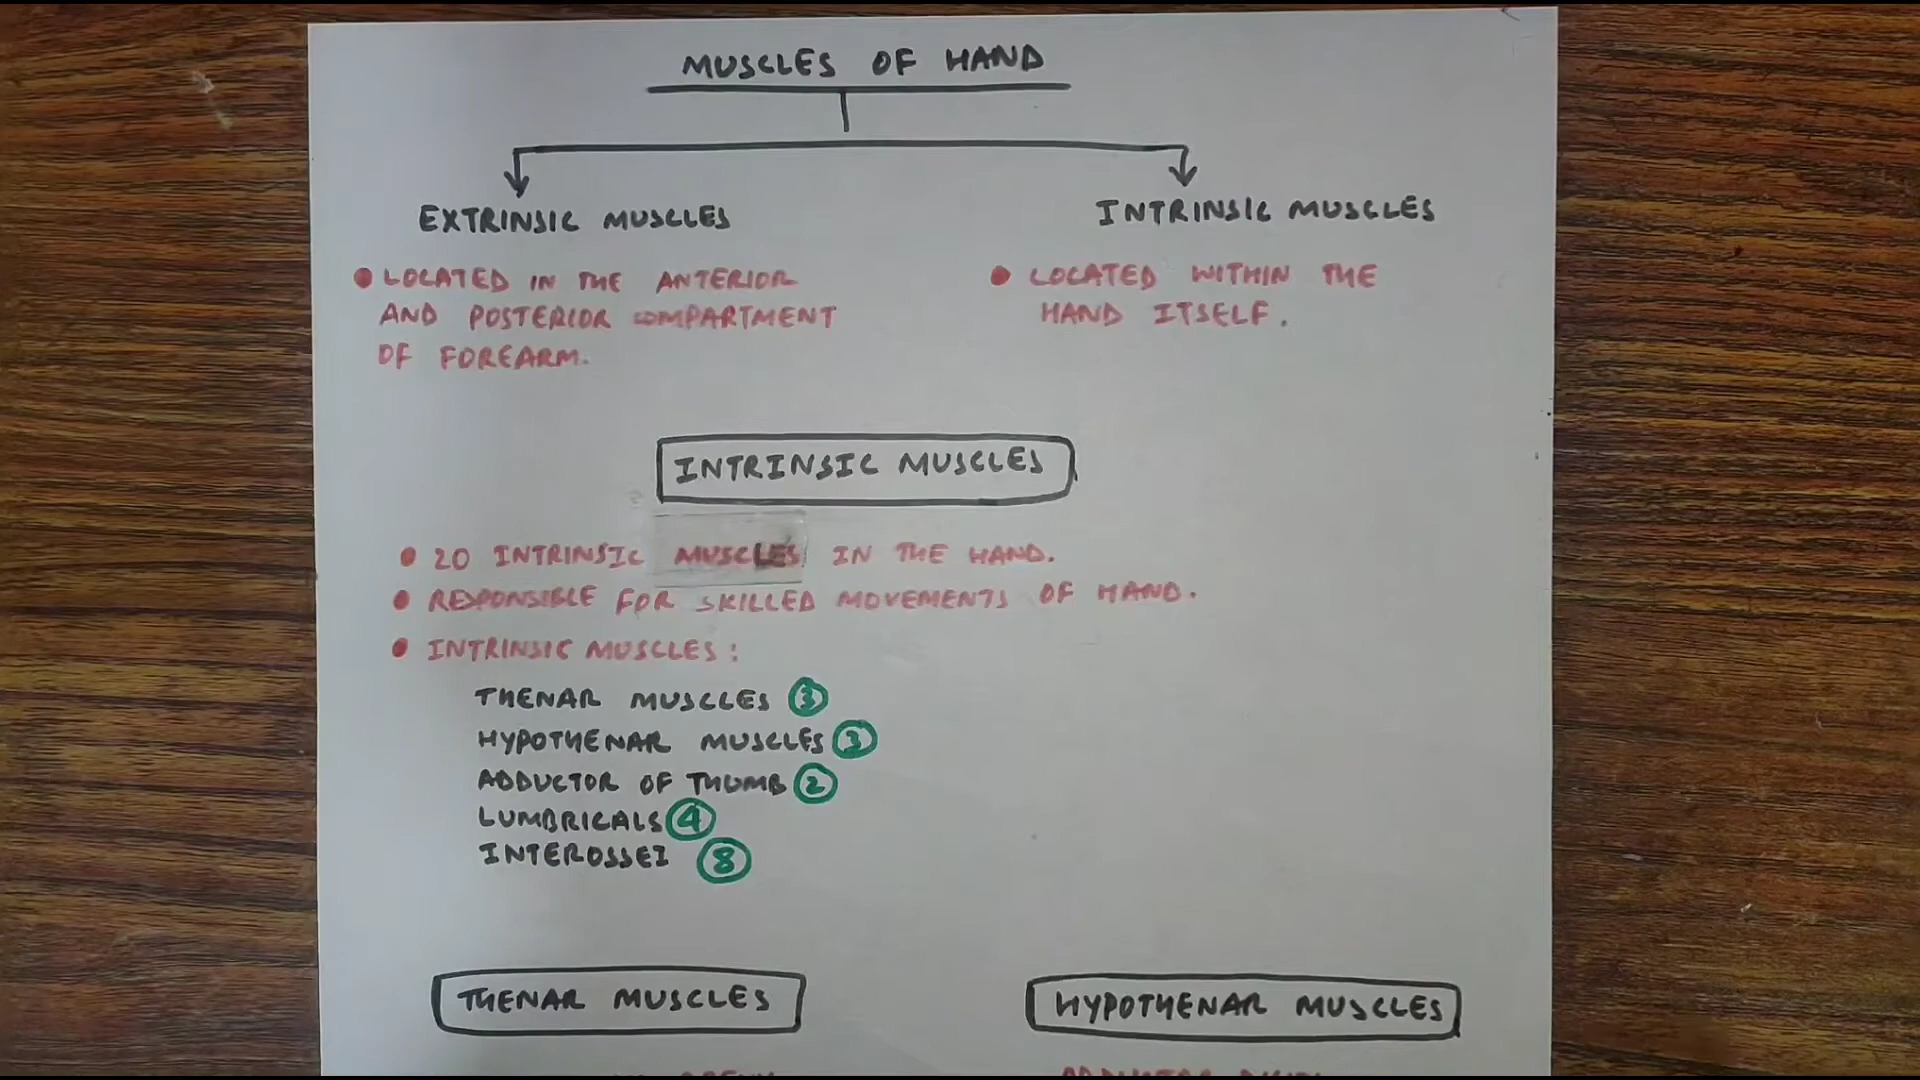 MUSCLES OF HAND
EXTRINSIC MUSCLES
INTRINSIC MUSCLES
● LOCATED IN THE ANTERIOR
AND POSTERIOR COMPARTMENT
OF FOREARM.
● LOCATED WITHIN THE
HAND ITSELF.
INTRINSIC MUSCLES
● 20 INTRINSIC MUSCLES IN THE HAND.
● RESPONSIBLE FOR SKILLED MOVEMENTS OF HAND.
● INTRINSIC MUSCLES:
THENAR MUSCLES 3
HYPOTHENAR MUSCLES 3
ADDUCTOR OF THUMB 2
LUMBRICALS 4
INTEROSSEI 8
THENAR MUSCLES
HYPOTHENAR MUSCLES